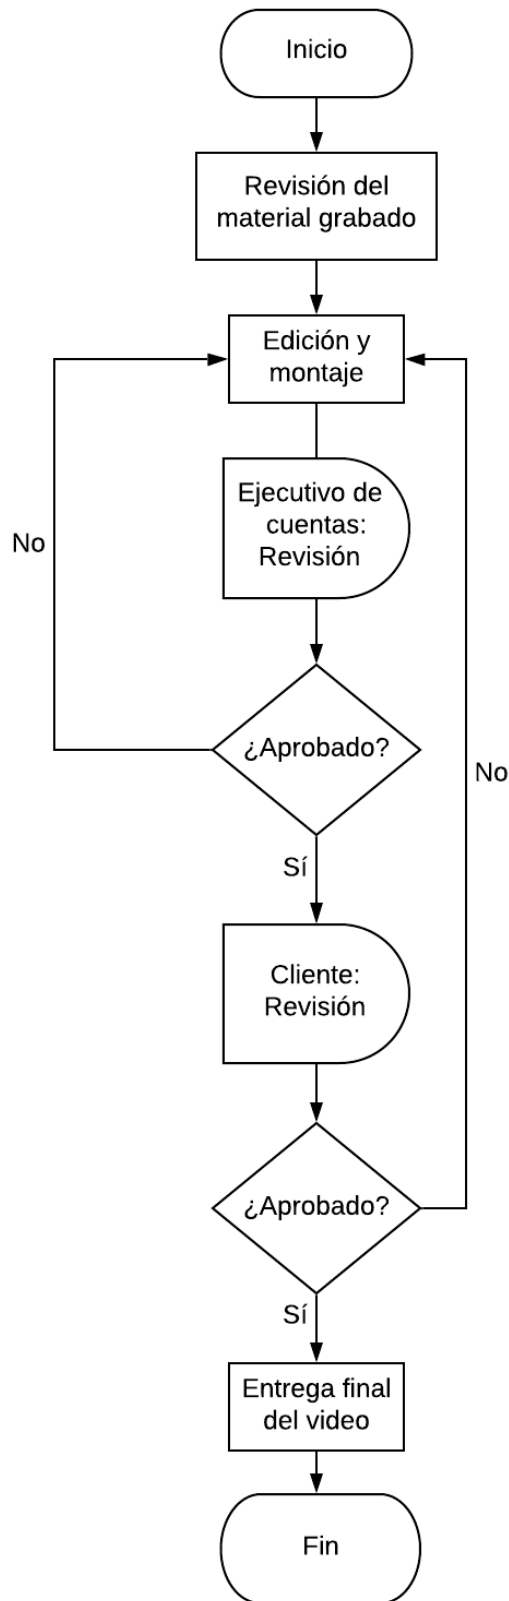 Inicio
Revisión del
material grabado
Edición y
montaje
Ejecutivo de
cuentas:
Revisión
No
¿Aprobado?
No
Sí
Cliente:
Revisión
¿Aprobado?
Sí
Entrega final
del video
Fin